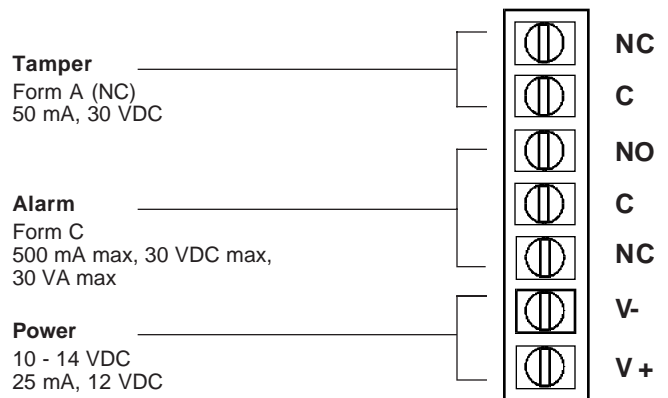 Tamper
Form A (NC)
50 mA, 30 VDC
Alarm
Form C
500 mA max, 30 VDC max,
30 VA max
Power
10 - 14 VDC
25 mA, 12 VDC
NC
C
NO
C
NC
V-
V +